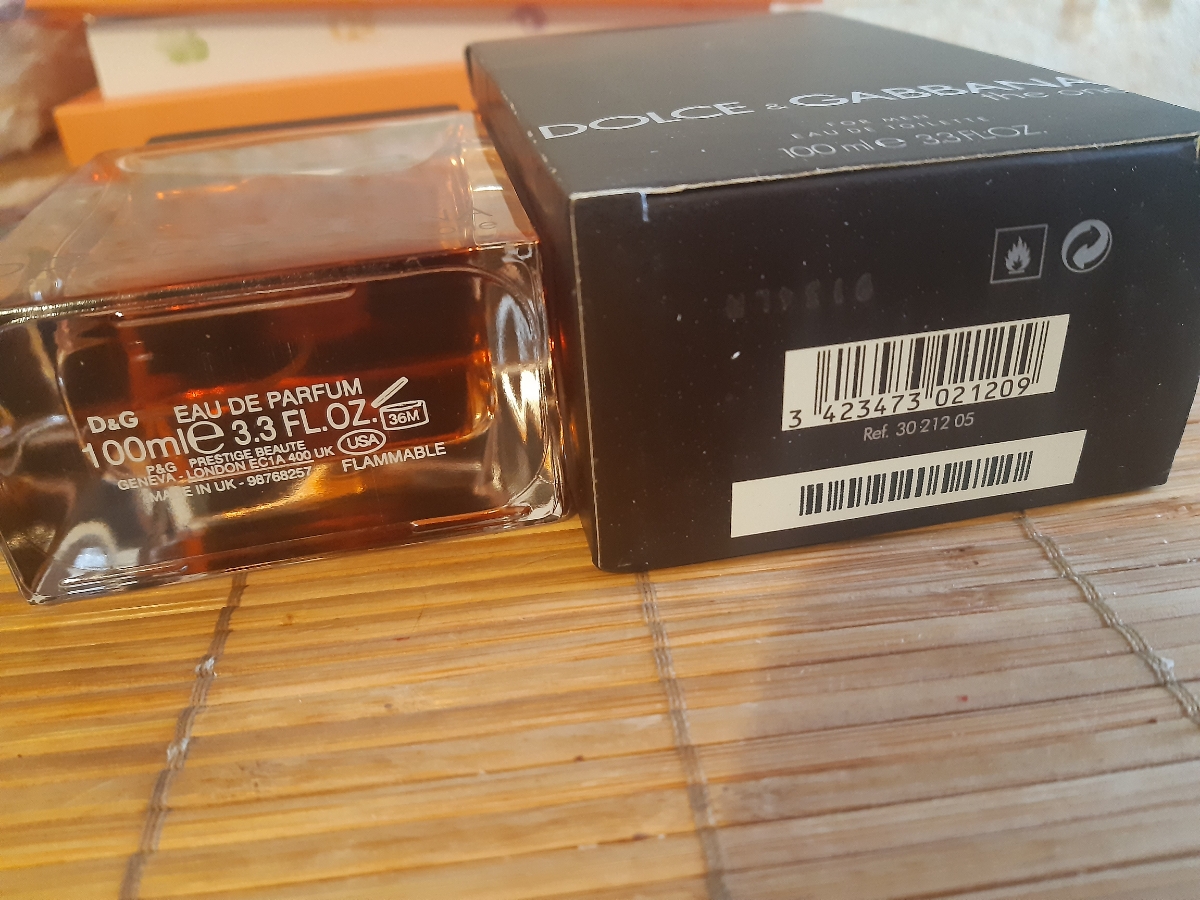 D&G EAU DE PARFUM
100ml e 3.3 FL.OZ. 36M
P&G PRESTIGE BEAUTE USA
GENEVA - LONDON EC1A 400 UK FLAMMABLE
MADE IN UK - 98768257
DOLCE & GABBANA
the one
FOR MEN
EAU DE TOILETTE
100 ml e 3.3 FL.OZ.
3 423473 021209
Ref. 30 212 05